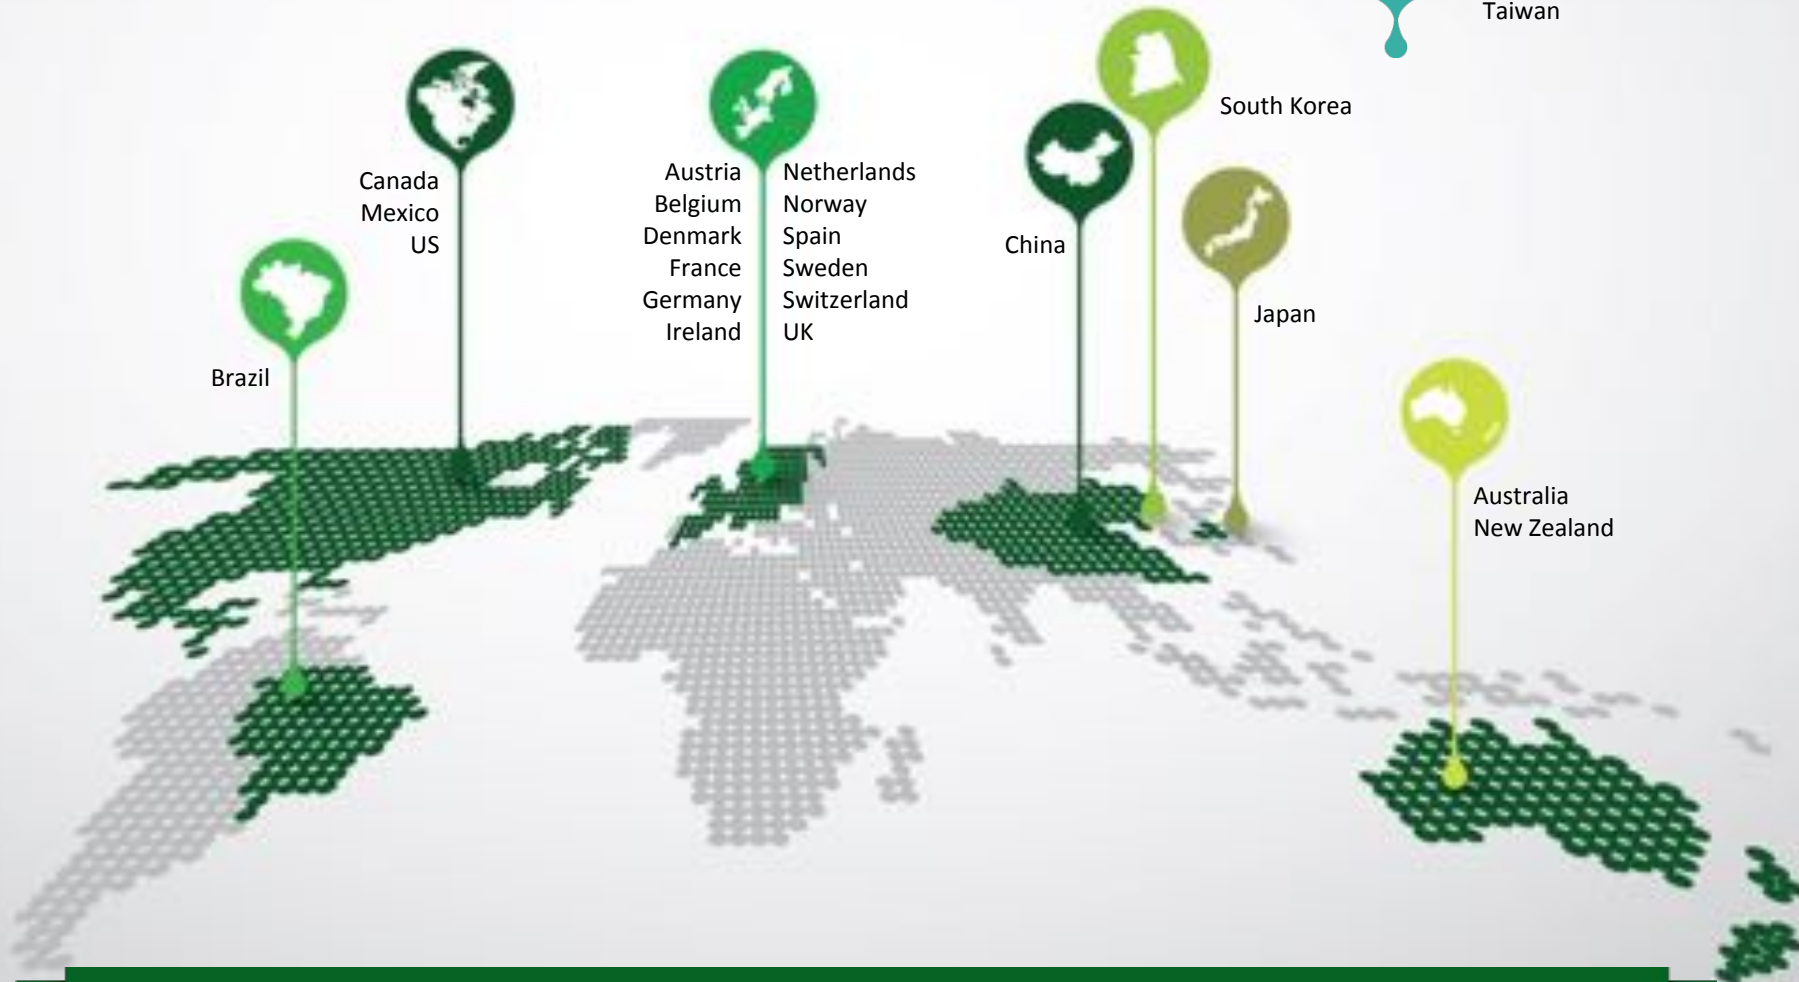 Taiwan
South Korea
Canada
Mexico
US
Austria
Belgium
Denmark
France
Germany
Ireland
Netherlands
Norway
Spain
Sweden
Switzerland
UK
China
Japan
Brazil
Australia
New Zealand